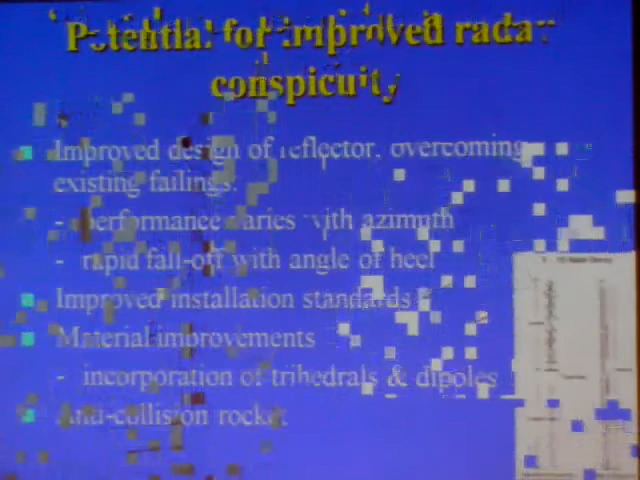 Potential for improved radar
conspicuity
Improved design of reflector, overcoming
existing failings:
- performance varies with azimuth
- rapid fall-off with angle of heel
Improved installation standards
Material improvements
- incorporation of trihedrals & dipoles
Anti-collision rocket